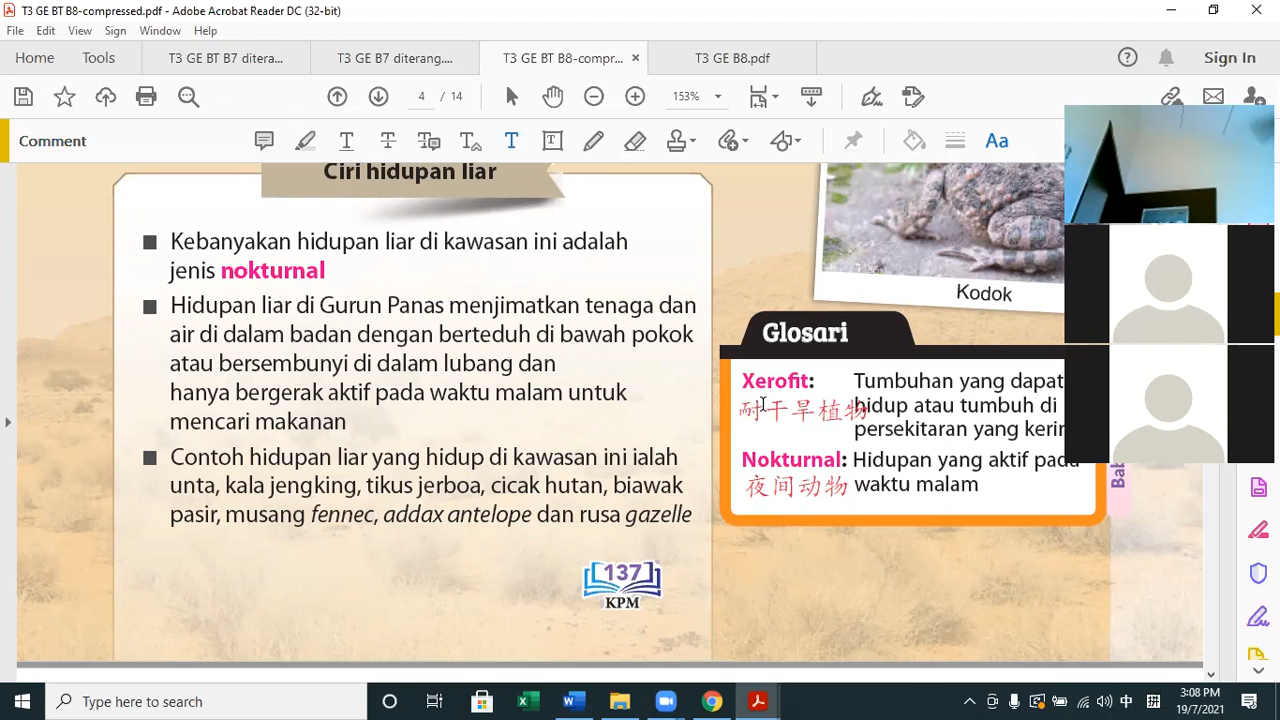 T3 GE BT B8-compressed.pdf - Adobe Acrobat Reader DC (32-bit)
File Edit View Sign Window Help
Home Tools T3 GE BT B7 ditera... T3 GE B7 diterang.... T3 GE BT B8-compr... T3 GE B8.pdf Sign In
4 / 14 153%
Comment Aa
Ciri hidupan liar
Kebanyakan hidupan liar di kawasan ini adalah
jenis nokturnal
Hidupan liar di Gurun Panas menjimatkan tenaga dan
air di dalam badan dengan berteduh di bawah pokok
atau bersembunyi di dalam lubang dan
hanya bergerak aktif pada waktu malam untuk
mencari makanan
Contoh hidupan liar yang hidup di kawasan ini ialah
unta, kala jengking, tikus jerboa, cicak hutan, biawak
pasir, musang fennec, addax antelope dan rusa gazelle
137
KPM
Kodok
Glosari
Xerofit: Tumbuhan yang dapat
耐干旱植物 hidup atau tumbuh di
persekitaran yang
Nokturnal: Hidupan yang aktif pada
夜间动物 waktu malam
Bab
Type here to search
中 拼
3:08 PM
19/7/2021